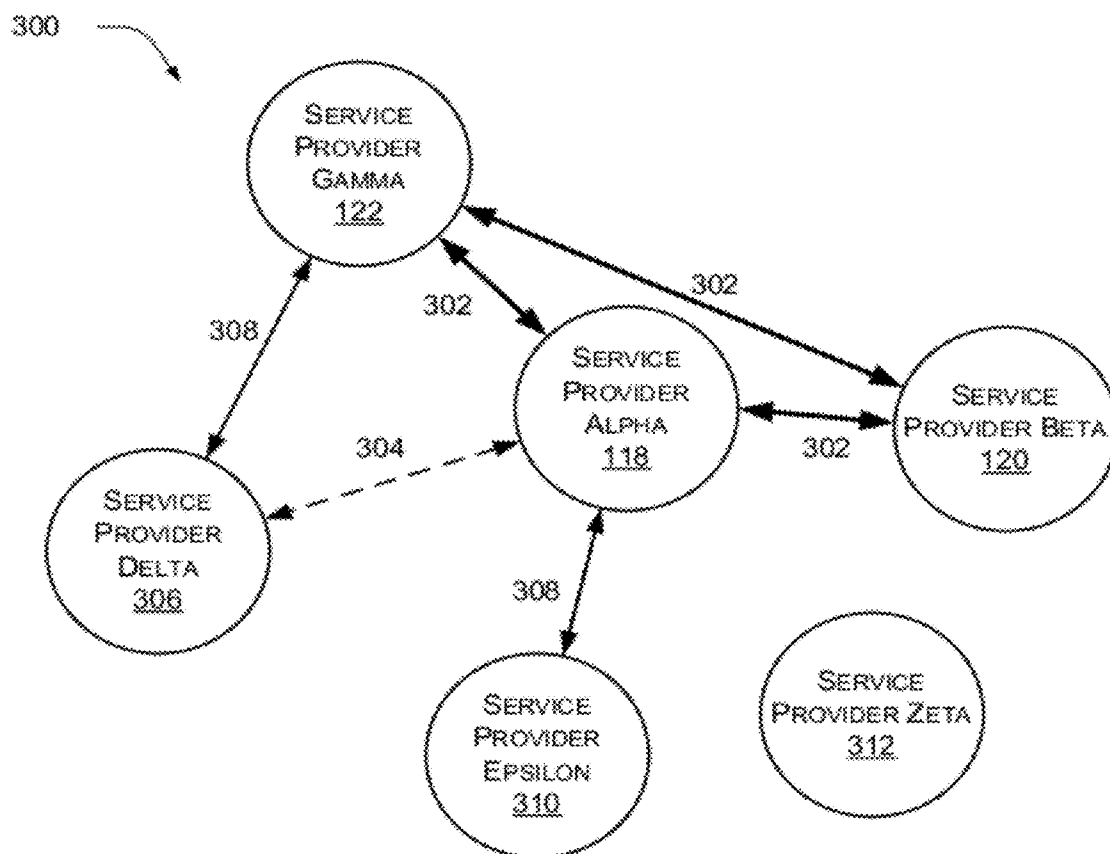 300
SERVICE
PROVIDER
GAMMA
122
302
302
308
SERVICE
PROVIDER
ALPHA
118
SERVICE
PROVIDER BETA
120
302
304
SERVICE
PROVIDER
DELTA
306
308
SERVICE
PROVIDER
EPSILON
310
SERVICE
PROVIDER ZETA
312